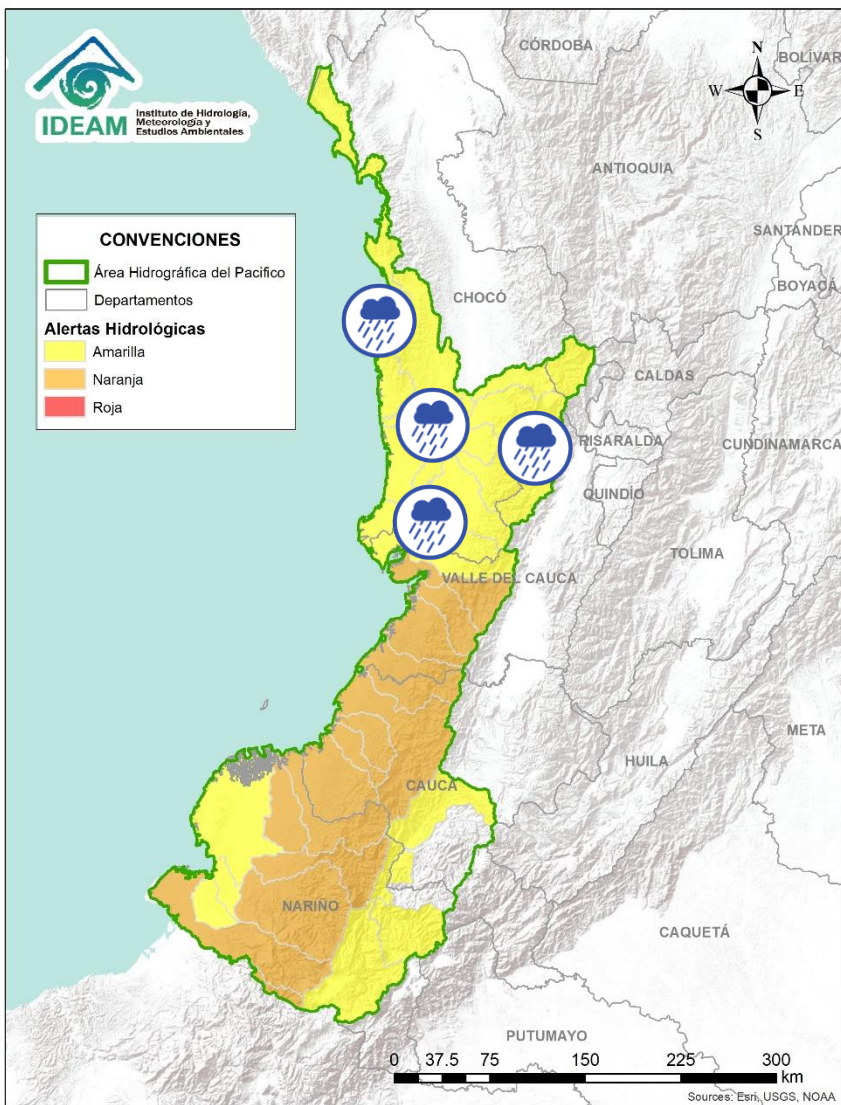 IDEAM
Instituto de Hidrología,
Meteorología y
Estudios Ambientales
N
W
E
S
CÓRDOBA
BOLÍVAR
ANTIOQUIA
SANTANDER
BOYACÁ
CHOCÓ
CONVENCIONES
Área Hidrográfica del Pacifico
Departamentos
Alertas Hidrológicas
Amarilla
Naranja
Roja
CALDAS
RISARALDA
CUNDINAMARCA
QUINDÍO
TOLIMA
VALLE DEL CAUCA
META
HUILA
CAUCA
NARIÑO
CAQUETÁ
PUTUMAYO
0 37.5 75 150 225 300
km
Sources: Esri, USGS, NOAA